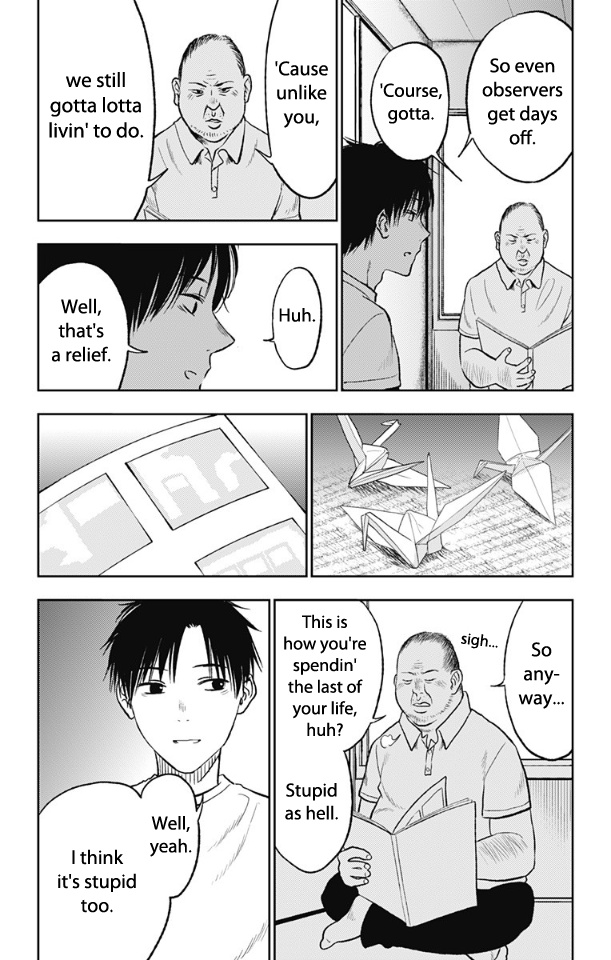 So even
observers
get days
off.
'Course,
gotta.
'Cause
unlike
you,
we still
gotta lotta
livin' to do.
Huh.
Well,
that's
a relief.
So
any-
way...
sigh...
This is
how you're
spendin'
the last of
your life,
huh?
Stupid
as hell.
Well,
yeah.
I think
it's stupid
too.